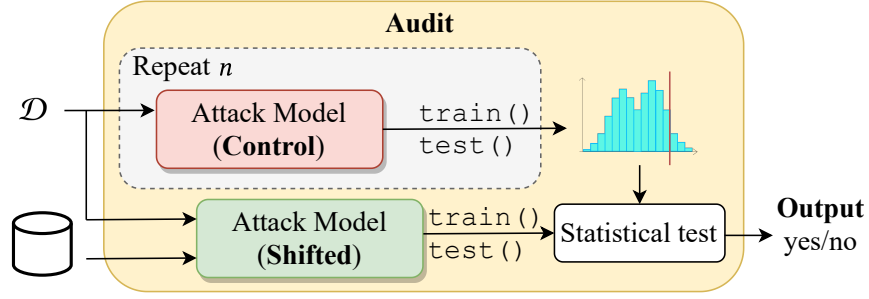 Audit
Repeat n
𝒟
Attack Model
(Control)
train()
test()
Attack Model
(Shifted)
train()
test()
Statistical test
Output
yes/no